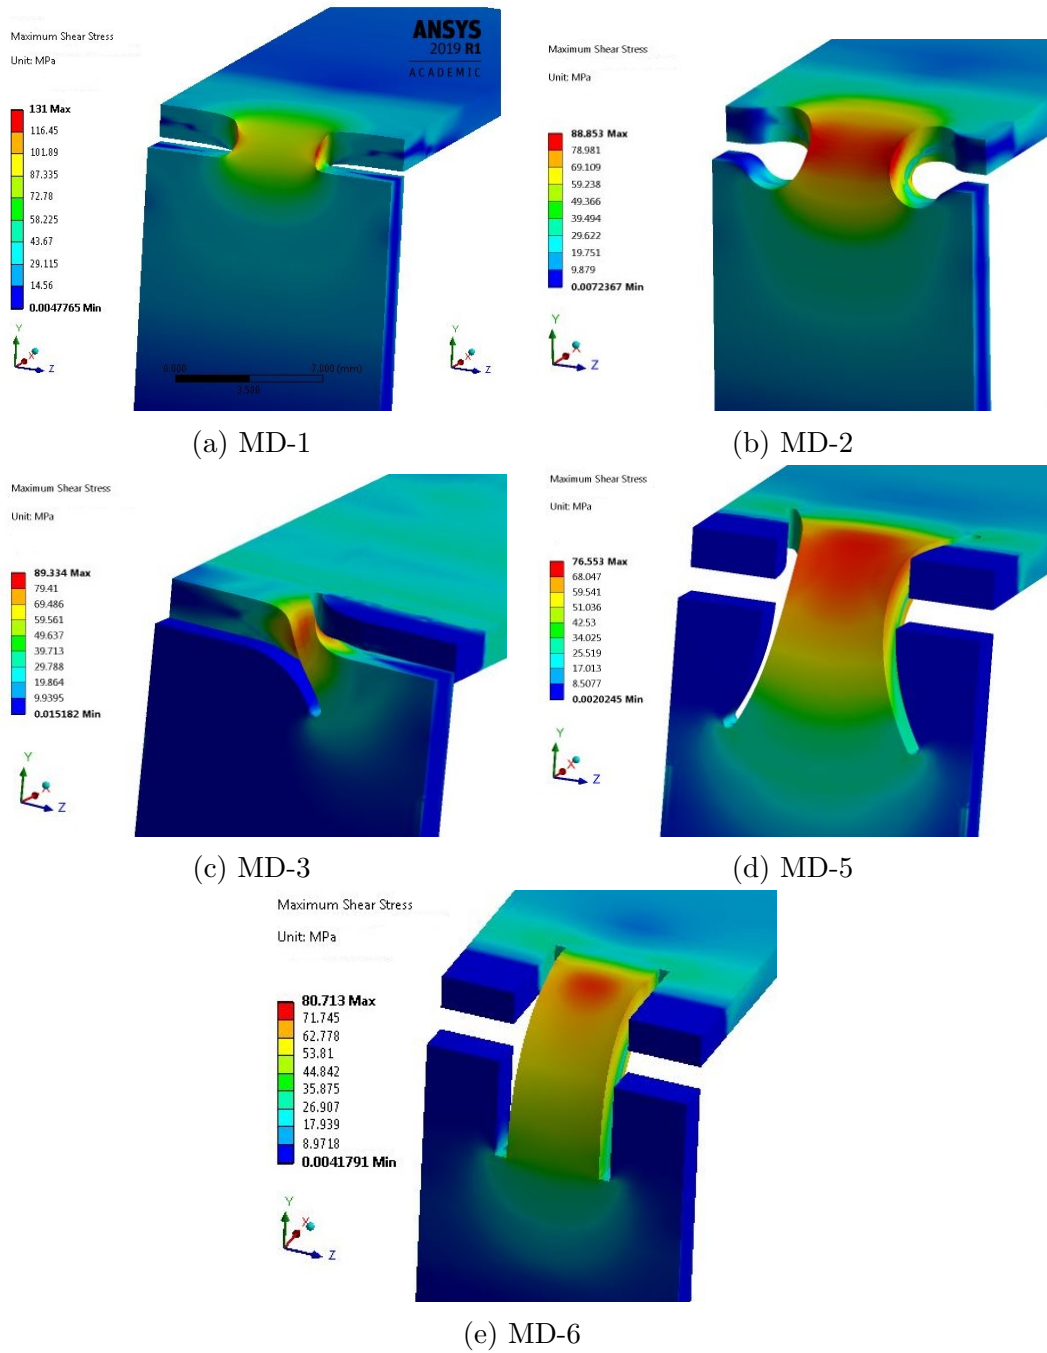 Maximum Shear Stress
Unit: MPa
131 Max
116.45
101.89
87.335
72.78
58.225
43.67
29.115
14.56
0.0047765 Min
Y
X
Z
ANSYS
2019 R1
ACADEMIC
0.000
7.000 (mm)
3.500
Y
X
Z
(a) MD-1
Maximum Shear Stress
Unit: MPa
88.853 Max
78.981
69.109
59.238
49.366
39.494
29.622
19.751
9.879
0.0072367 Min
Y
X
Z
(b) MD-2
Maximum Shear Stress
Unit: MPa
89.334 Max
79.41
69.486
59.561
49.637
39.713
29.788
19.864
9.9395
0.015182 Min
Y
X
Z
(c) MD-3
Maximum Shear Stress
Unit: MPa
76.553 Max
68.047
59.541
51.036
42.53
34.025
25.519
17.013
8.5077
0.0020245 Min
Y
X
Z
(d) MD-5
Maximum Shear Stress
Unit: MPa
80.713 Max
71.745
62.778
53.81
44.842
35.875
26.907
17.939
8.9718
0.0041791 Min
Y
X
Z
(e) MD-6